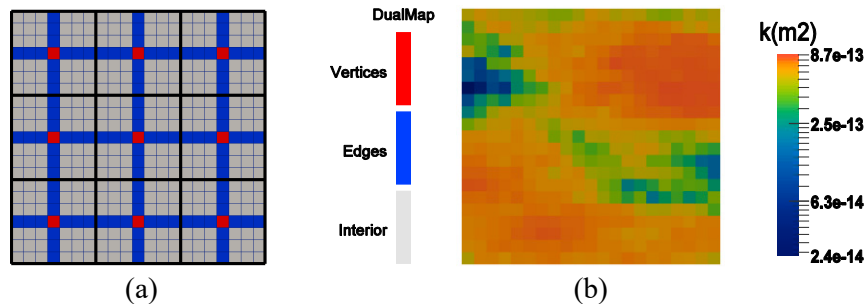 DualMap
Vertices
Edges
Interior
k(m2)
8.7e-13
2.5e-13
6.3e-14
2.4e-14
(a)
(b)